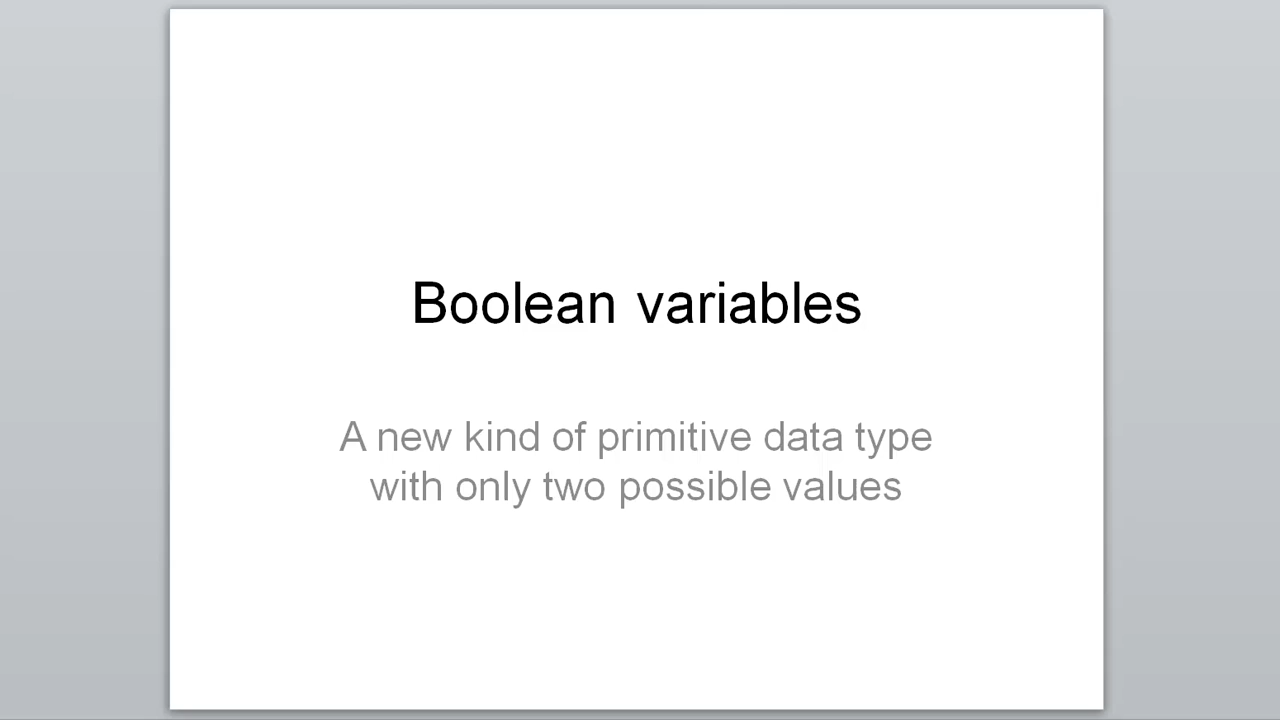 Boolean variables
A new kind of primitive data type
with only two possible values